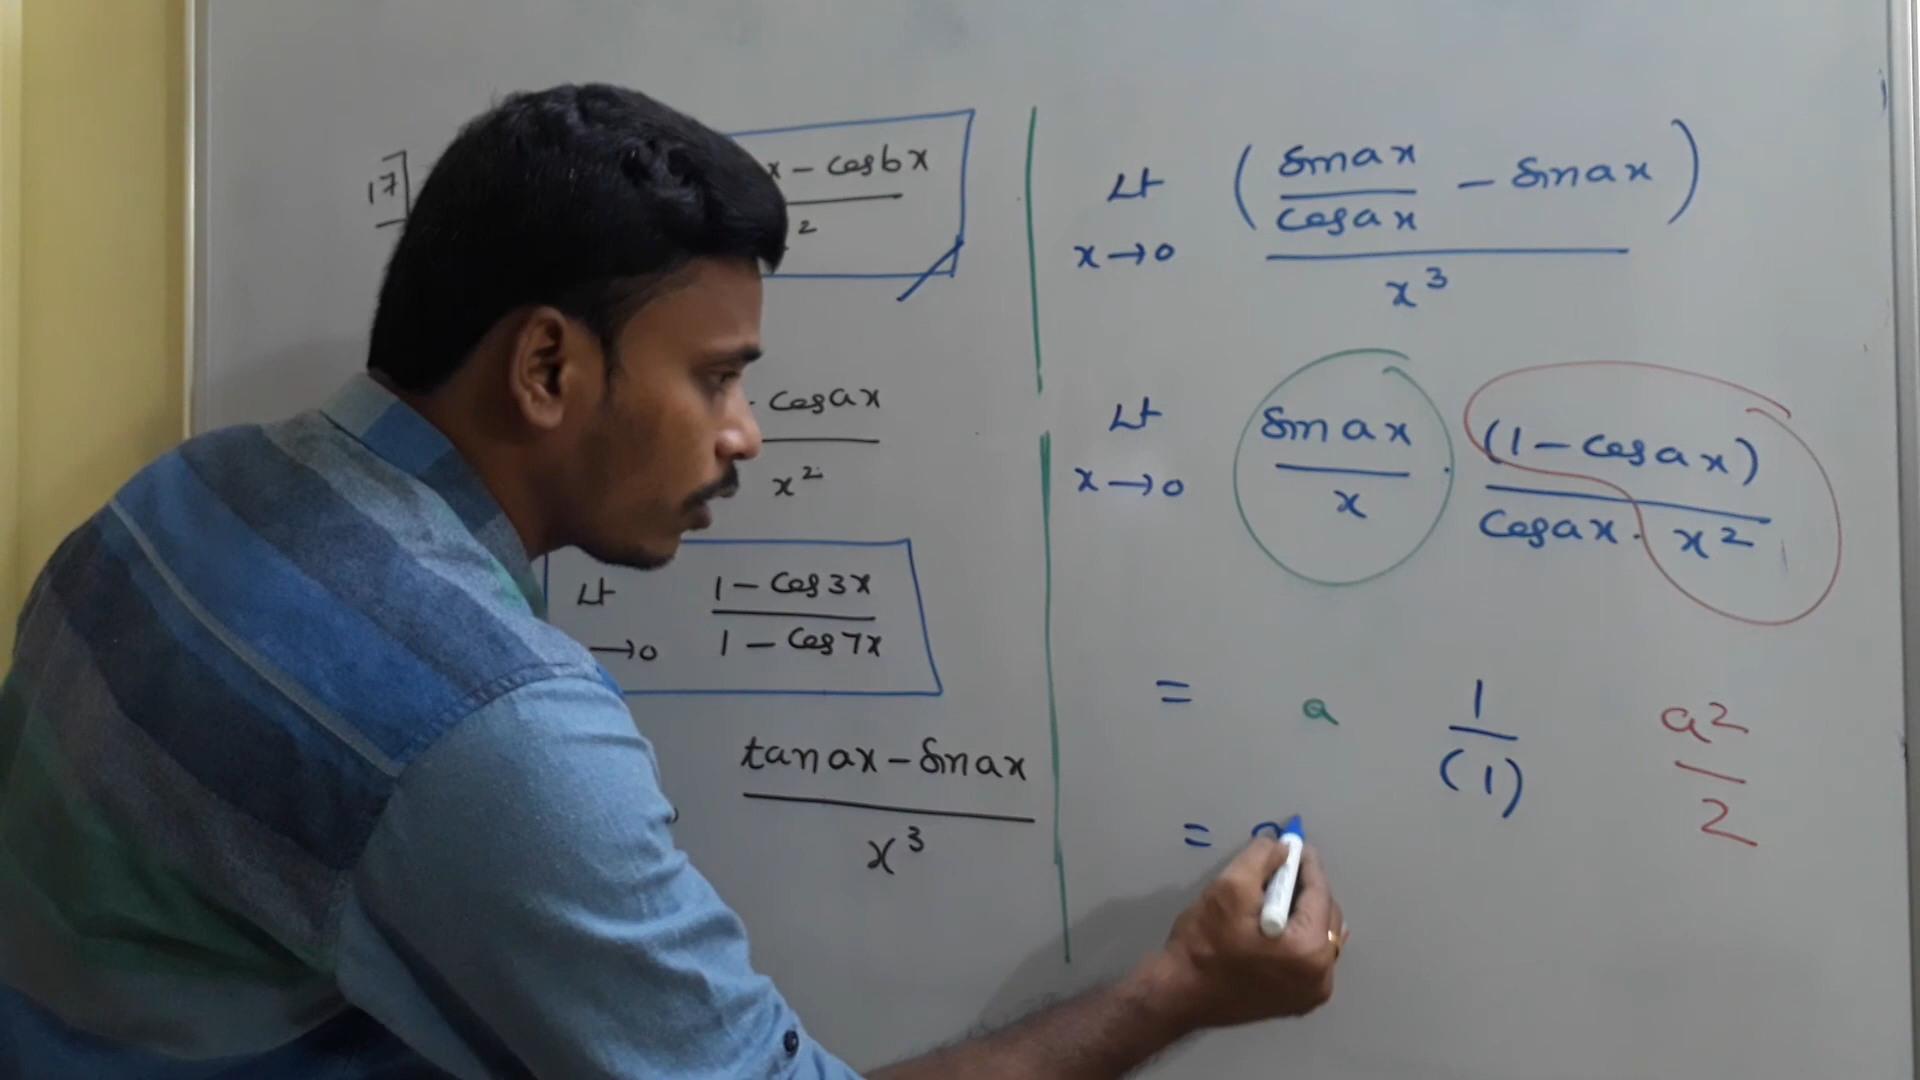 17
x - cos bx
2
cos ax
x²
Lt 1 - cos 3x
→0 1 - cos 7x
tan ax - sin ax
x³
Lt ( sin ax - sin ax )
cos ax
x→0 x³
Lt sin ax . (1 - cos ax)
x→0 x cos ax . x²
= a 1 a²
(1) 2
=